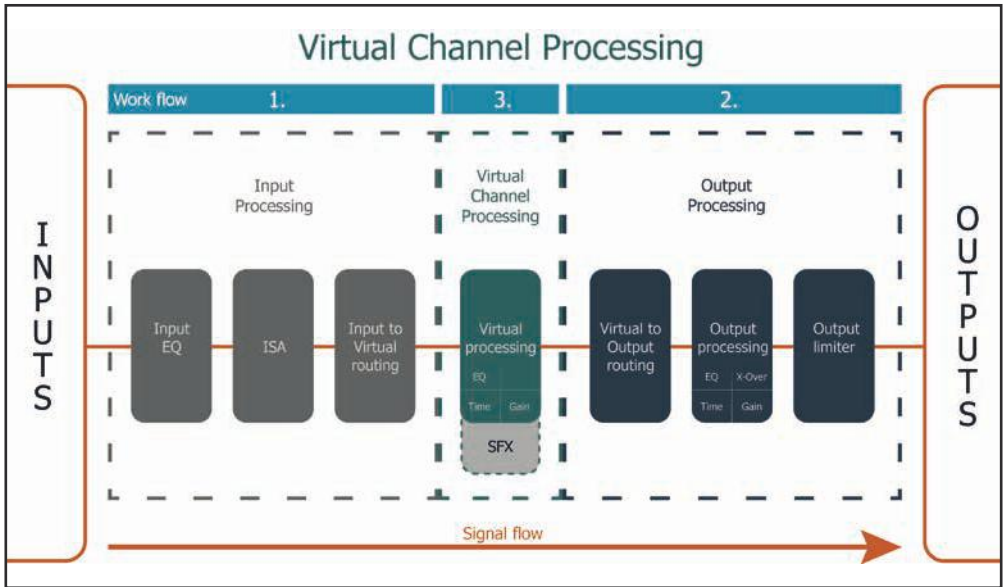 Virtual Channel Processing
Work flow 1. 3. 2.
INPUTS
Input
Processing
Virtual
Channel
Processing
Output
Processing
OUTPUTS
Input
EQ
ISA
Input to
Virtual
routing
Virtual
processing
EQ
Time Gain
SFX
Virtual to
Output
routing
Output
processing
EQ X-Over
Time Gain
Output
limiter
Signal flow